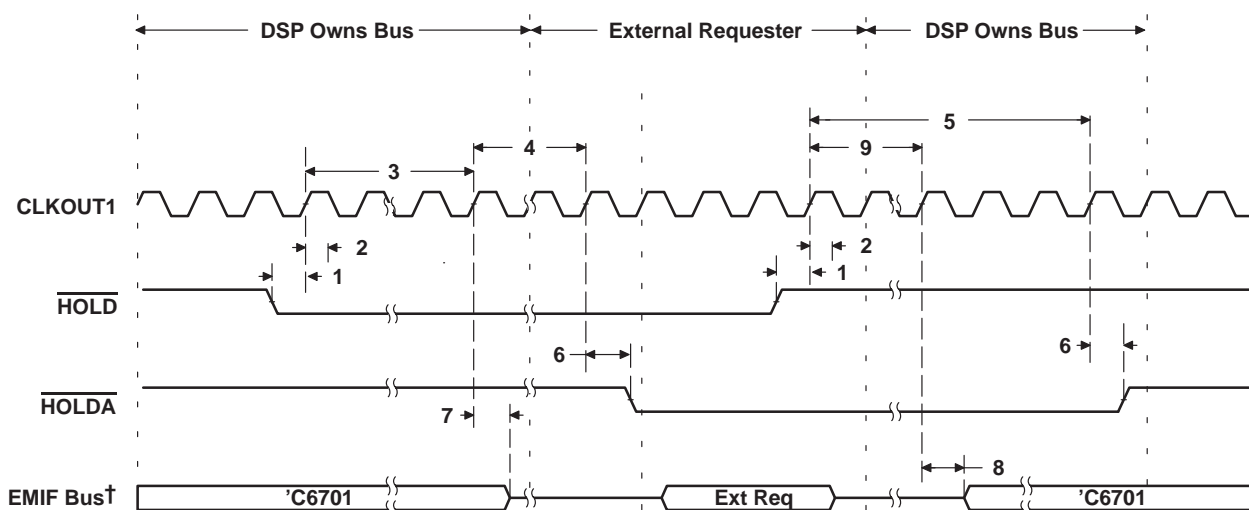 DSP Owns Bus
External Requester
DSP Owns Bus
5
3
4
9
CLKOUT1
2
2
1
1
HOLD
6
6
HOLDA
7
8
EMIF Bus†
'C6701
Ext Req
'C6701